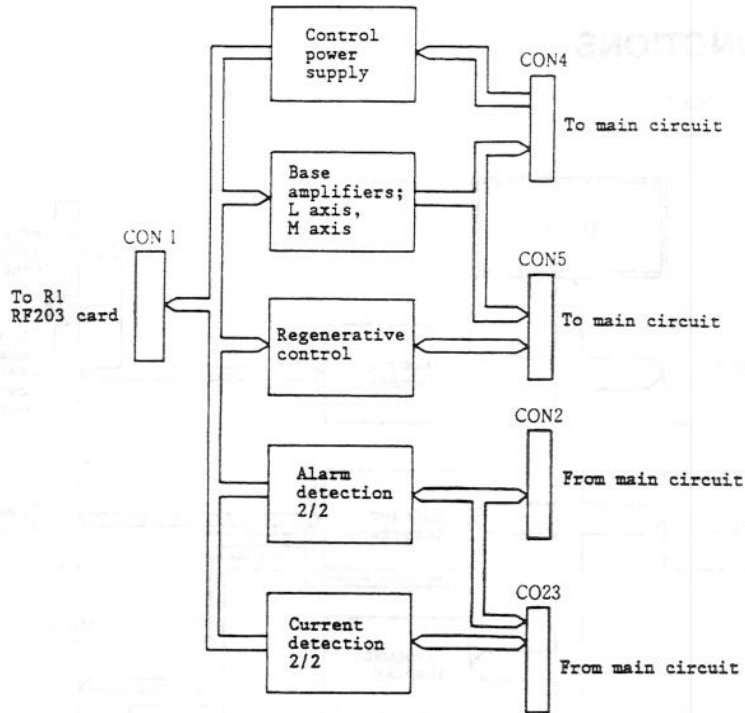 Control
power
supply
CON4
To main circuit
Base
amplifiers;
L axis,
M axis
CON 1
To R1
RF203 card
CON5
To main circuit
Regenerative
control
CON2
From main circuit
Alarm
detection
2/2
CO23
From main circuit
Current
detection
2/2